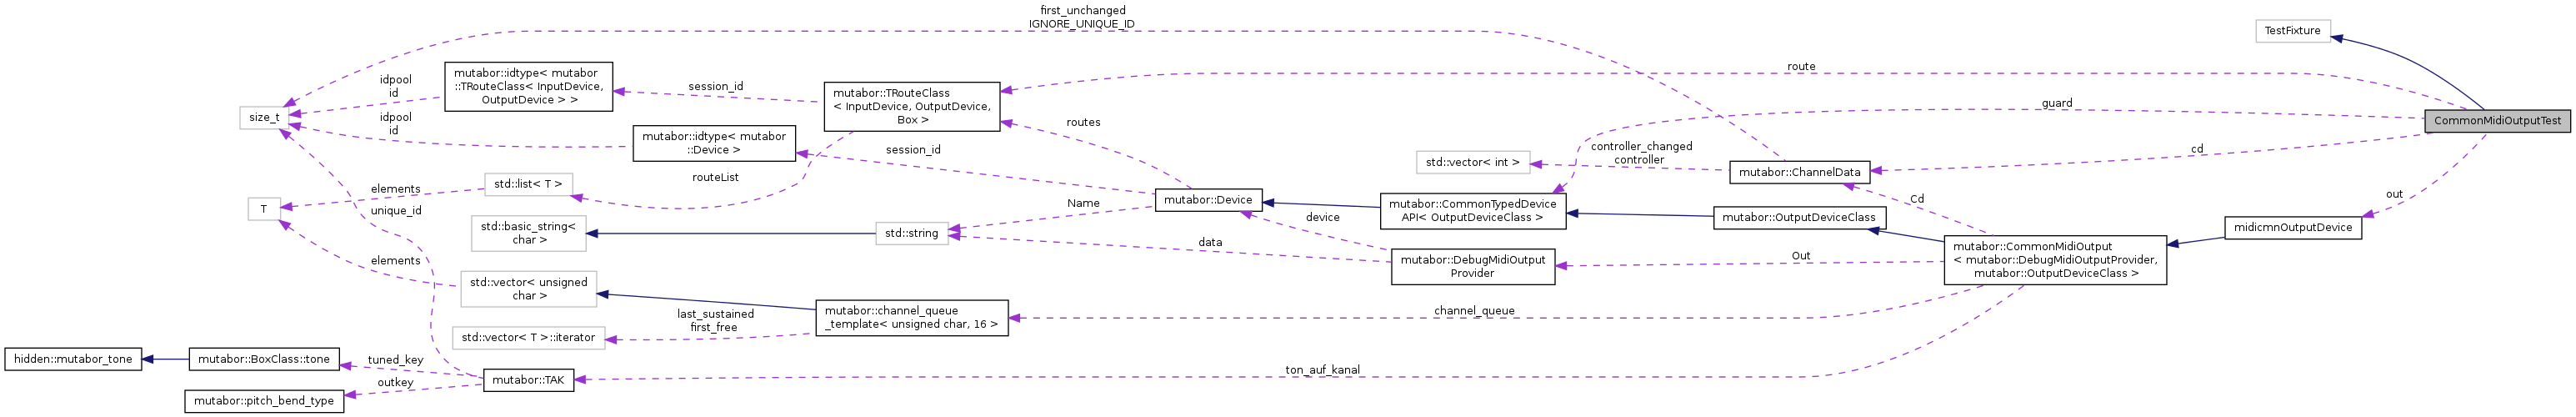 first_unchanged
IGNORE_UNIQUE_ID
TestFixture
route
mutabor::idtype< mutabor
::TRouteClass< InputDevice,
OutputDevice > >
idpool
id
session_id
mutabor::TRouteClass
< InputDevice, OutputDevice,
Box >
guard
size_t
idpool
id
routes
CommonMidiOutputTest
mutabor::idtype< mutabor
::Device >
session_id
controller_changed
controller
cd
std::vector< int >
mutabor::ChannelData
routeList
std::list< T >
elements
unique_id
T
Name
mutabor::Device
mutabor::CommonTypedDevice
API< OutputDeviceClass >
Cd
out
device
mutabor::OutputDeviceClass
midicmnOutputDevice
std::basic_string<
char >
std::string
data
mutabor::CommonMidiOutput
< mutabor::DebugMidiOutputProvider,
mutabor::OutputDeviceClass >
Out
mutabor::DebugMidiOutput
Provider
elements
std::vector< unsigned
char >
last_sustained
first_free
mutabor::channel_queue
_template< unsigned char, 16 >
channel_queue
std::vector< T >::iterator
hidden::mutabor_tone
mutabor::BoxClass::tone
tuned_key
outkey
mutabor::TAK
ton_auf_kanal
mutabor::pitch_bend_type